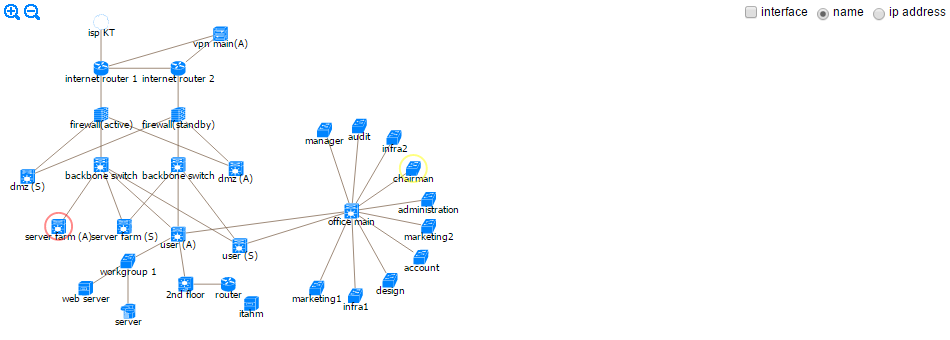 interface name ip address
isp KT
vpn main(A)
internet router 1 internet router 2
firewall(active) firewall(standby)
manager audit
infra2
backbone switch backbone switch
dmz (S) dmz (A)
chairman
administration
office main
server farm (A) server farm (S)
marketing2
user (A)
user (S)
account
workgroup 1
design
web server 2nd floor router
marketing1
infra1
itahm
server